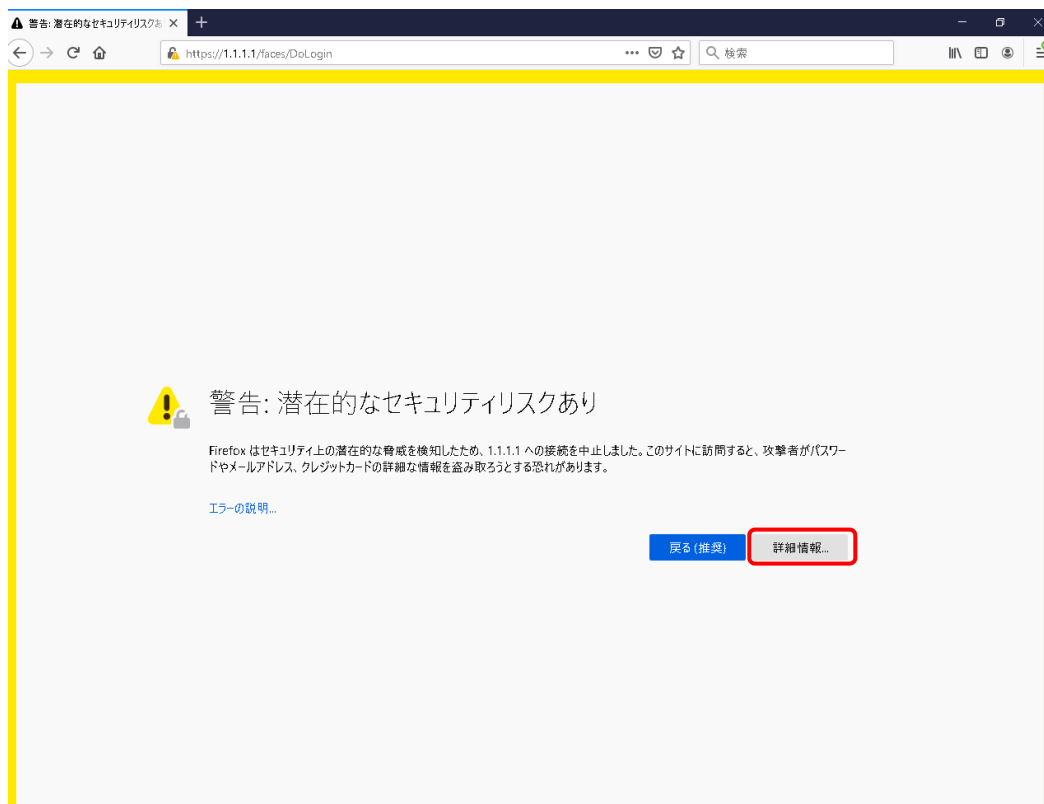 警告: 潜在的なセキュリティリスクあ
https://1.1.1.1/faces/DoLogin
検索
警告: 潜在的なセキュリティリスクあり
Firefox はセキュリティ上の潜在的な脅威を検知したため、1.1.1.1 への接続を中止しました。このサイトに訪問すると、攻撃者がパスワー
ドやメールアドレス、クレジットカードの詳細な情報を盗み取ろうとする恐れがあります。
エラーの説明...
戻る (推奨)
詳細情報...